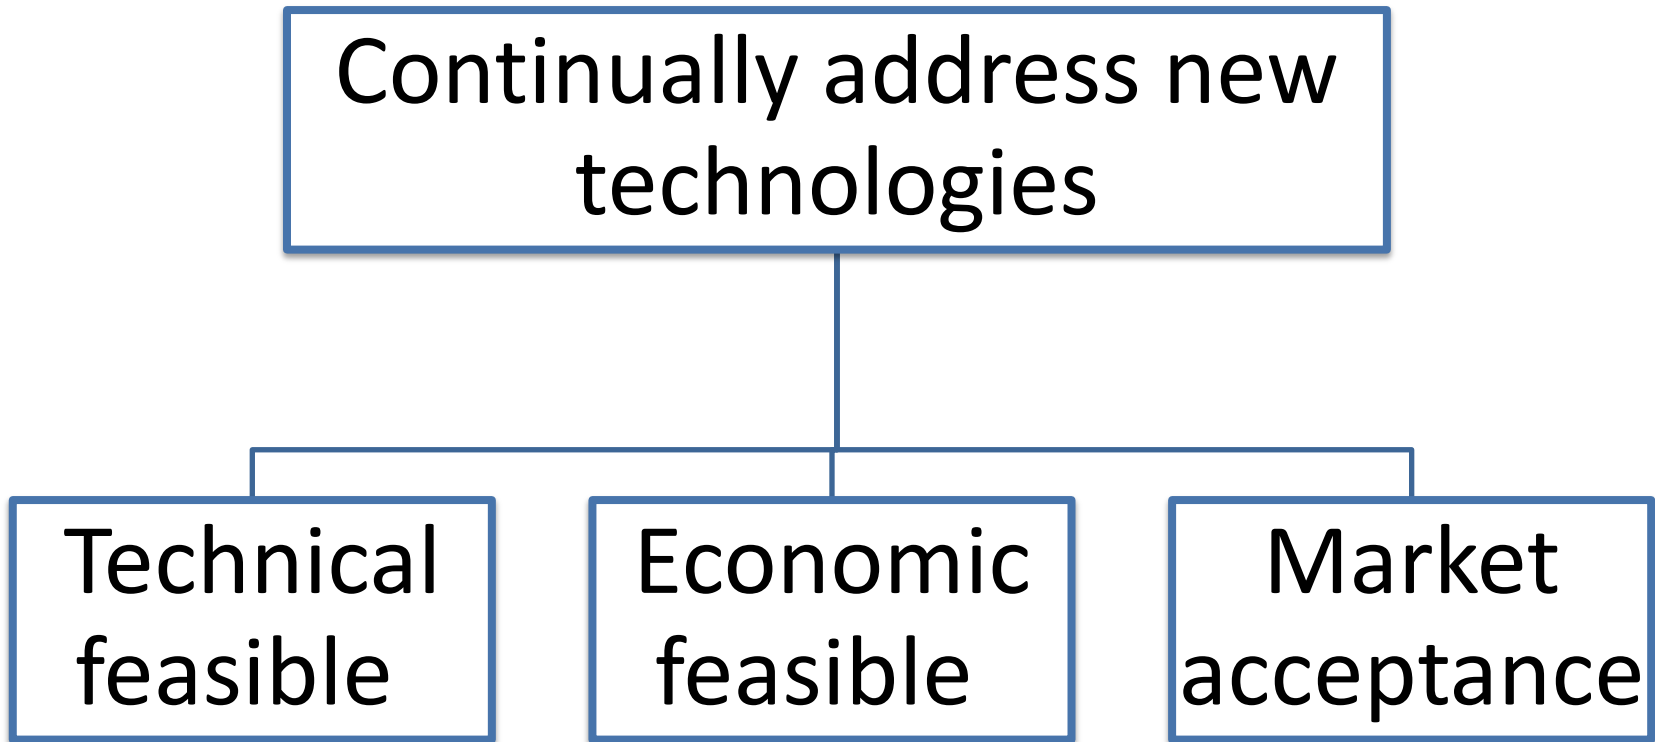 Continually address new
technologies
Technical
feasible
Economic
feasible
Market
acceptance